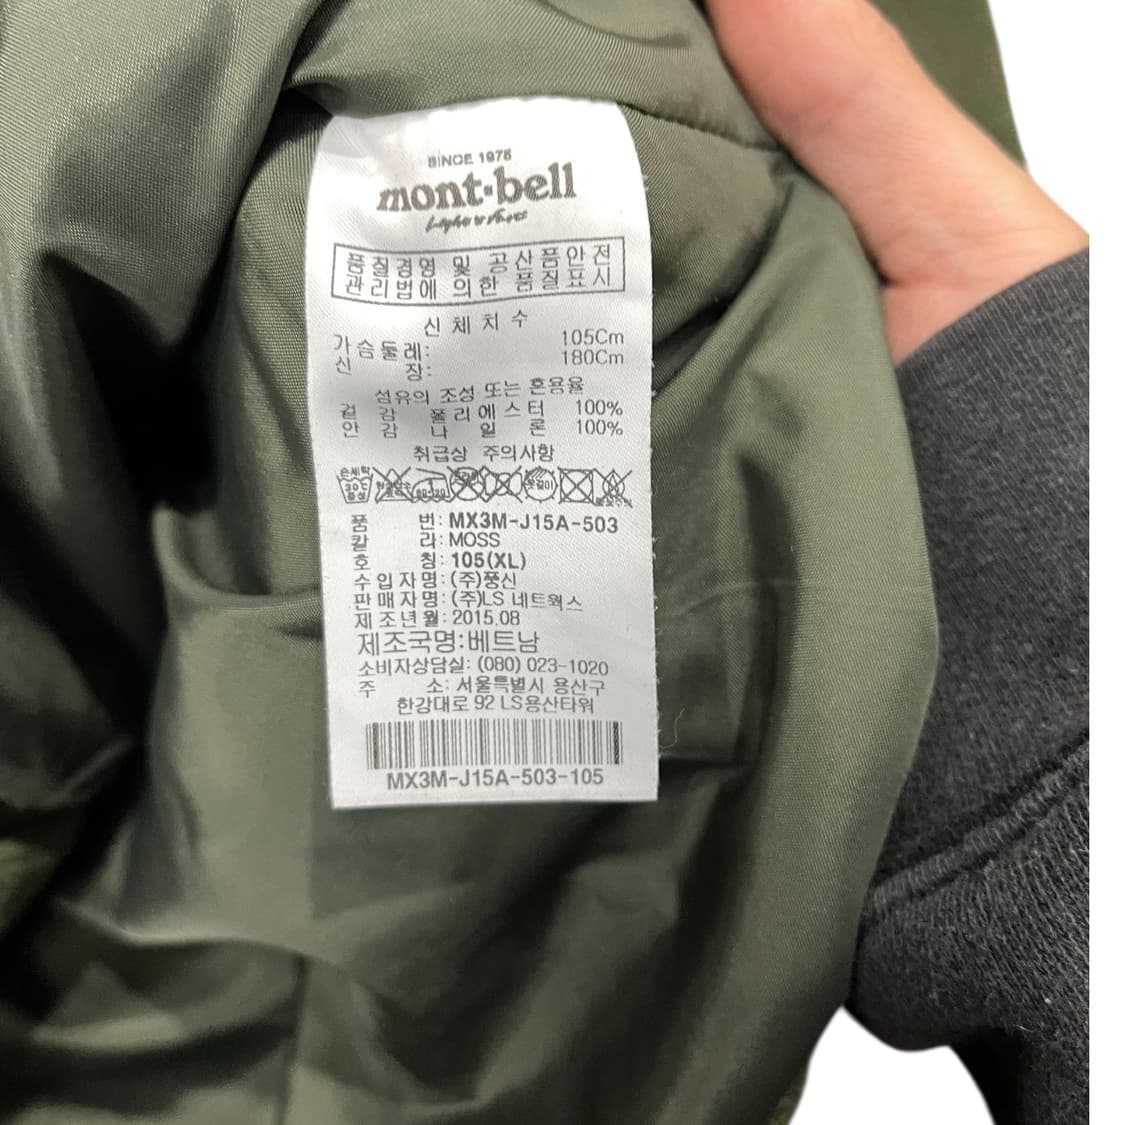 SINCE 1975
mont-bell
품질경영 및 공산품안전
관리법에 의한 품질표시
신체치수
가슴둘레: 105Cm
신 장: 180Cm
섬유의 조성 또는 혼용율
겉 감 폴리에스터 100%
안 감 나 일 론 100%
취급상 주의사항
손세탁
30℃
중성
품 번: MX3M-J15A-503
칼 라: MOSS
호 칭: 105(XL)
수입자명: (주)풍신
판매자명: (주)LS 네트웍스
제조년월: 2015.08
제조국명: 베트남
소비자상담실: (080) 023-1020
주 소: 서울특별시 용산구
한강대로 92 LS용산타워
MX3M-J15A-503-105